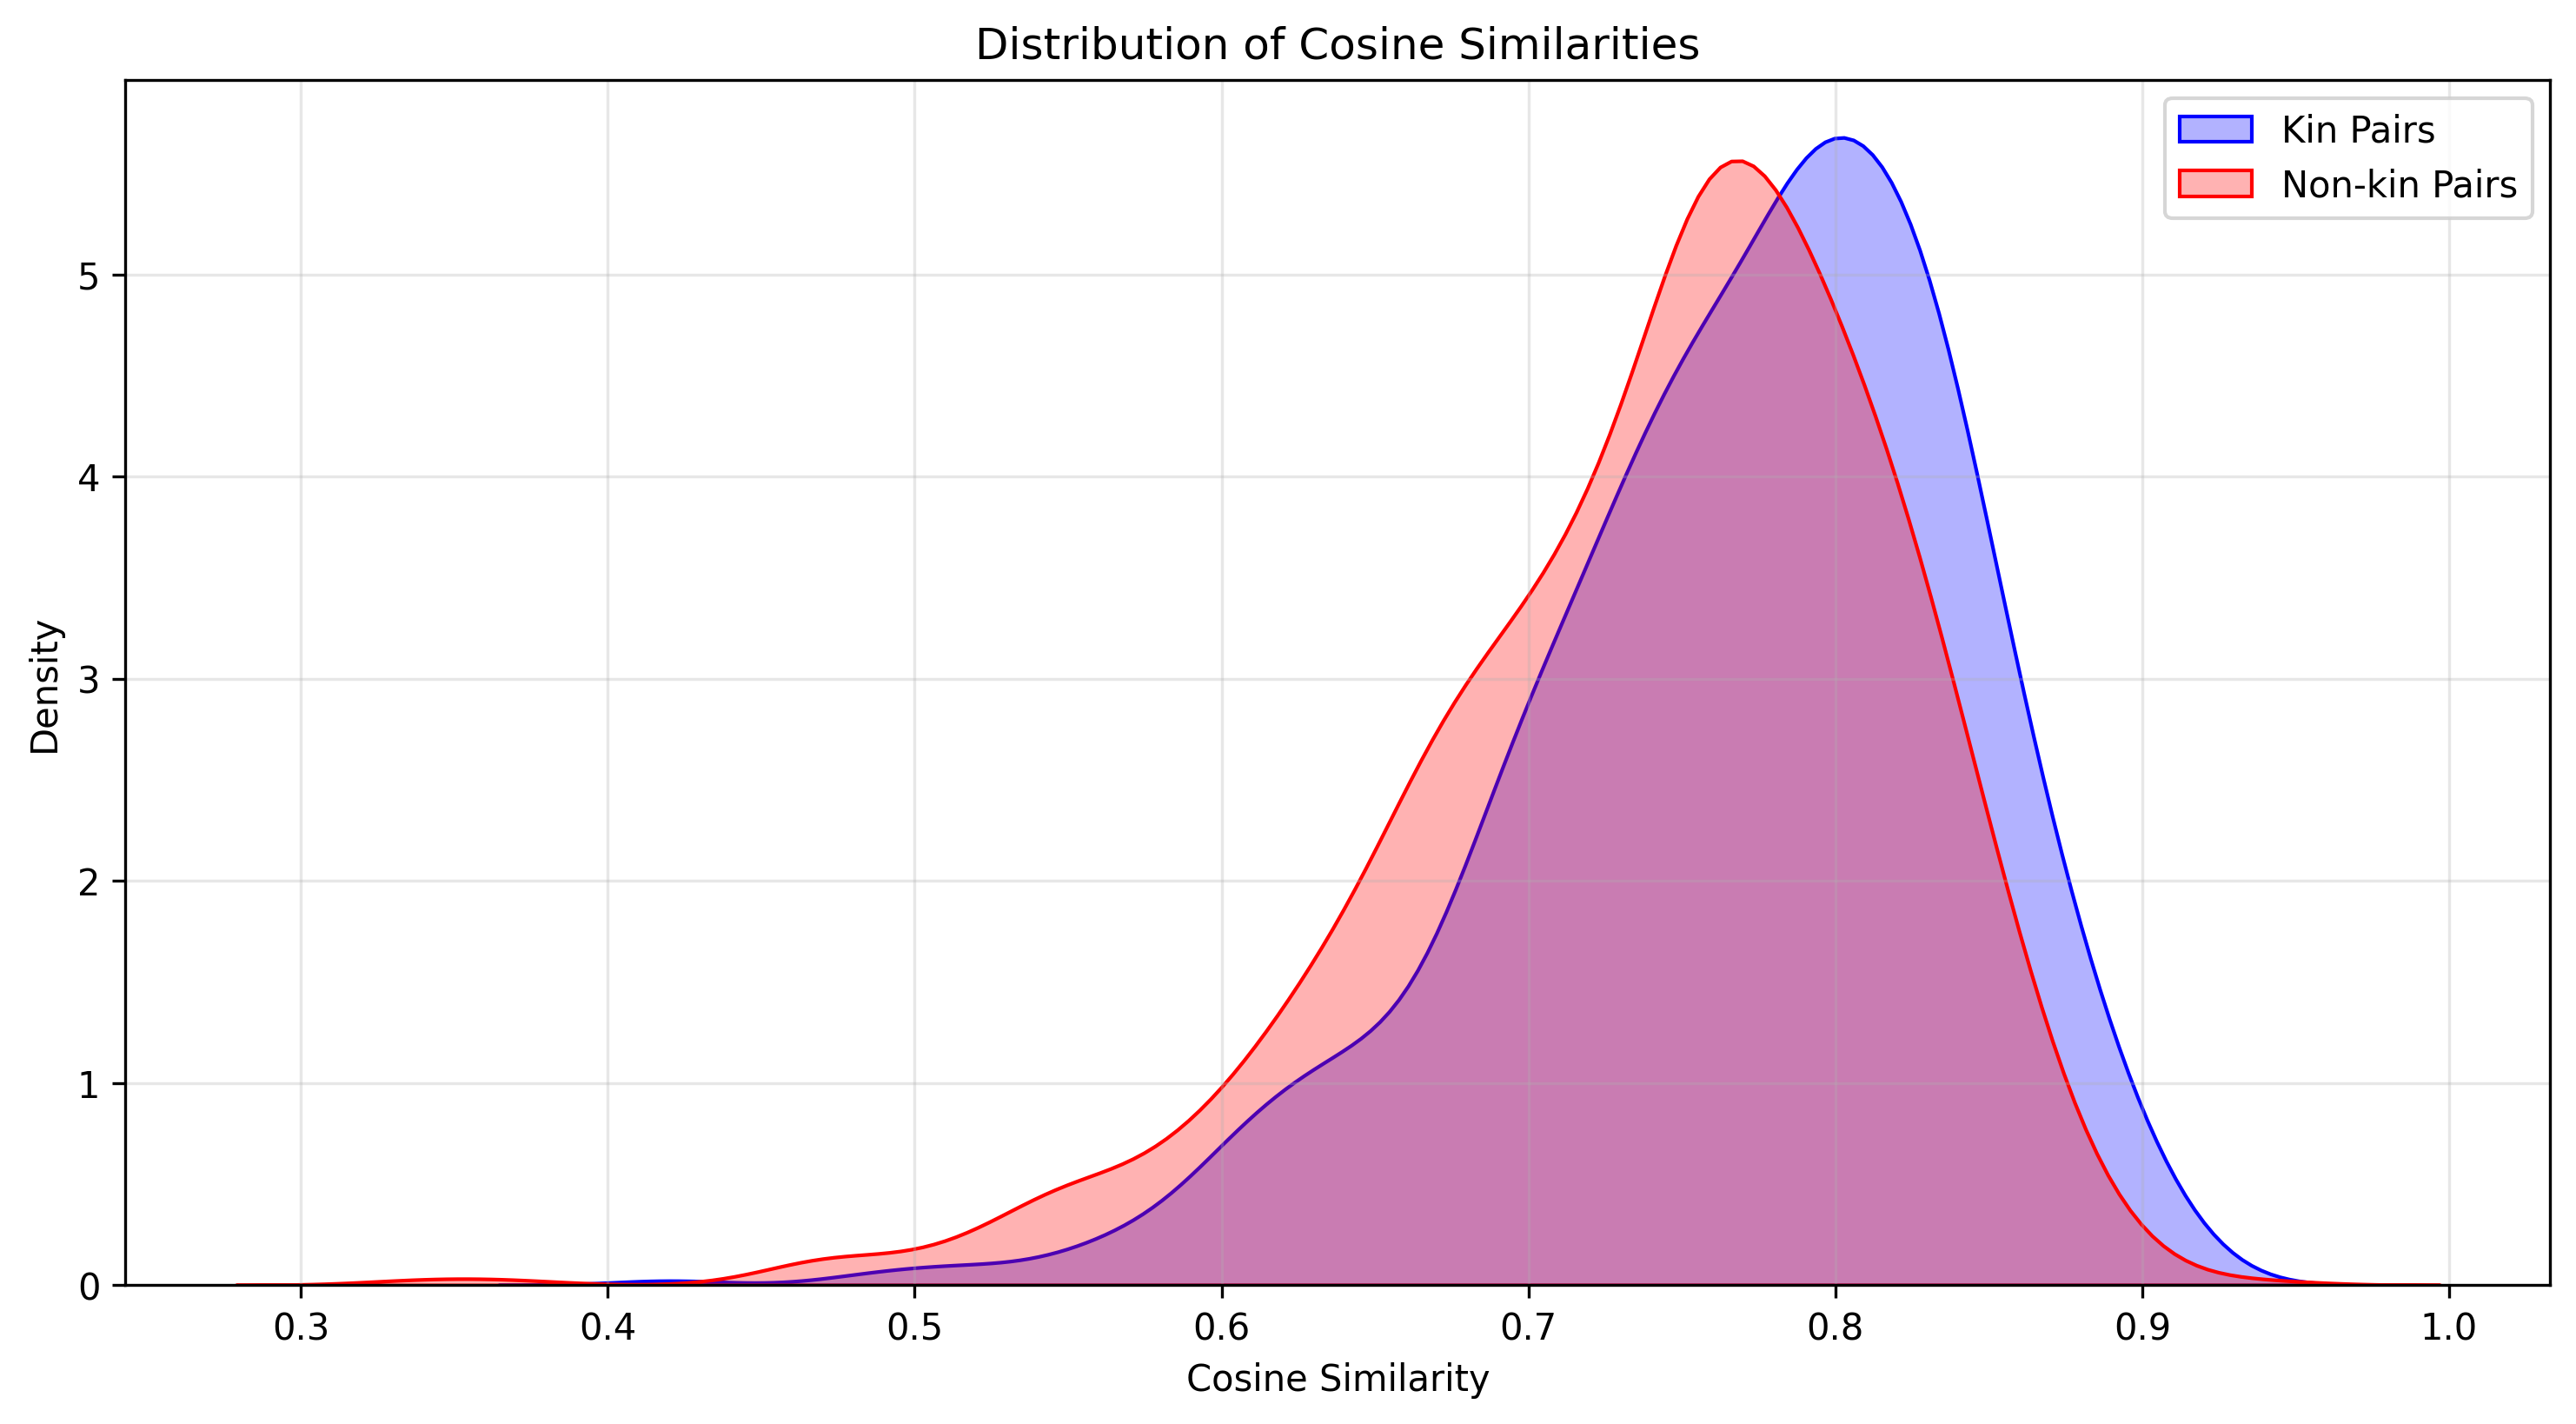 Distribution of Cosine Similarities
Kin Pairs
Non-kin Pairs
Density
5
4
3
2
1
0
0.3 0.4 0.5 0.6 0.7 0.8 0.9 1.0
Cosine Similarity